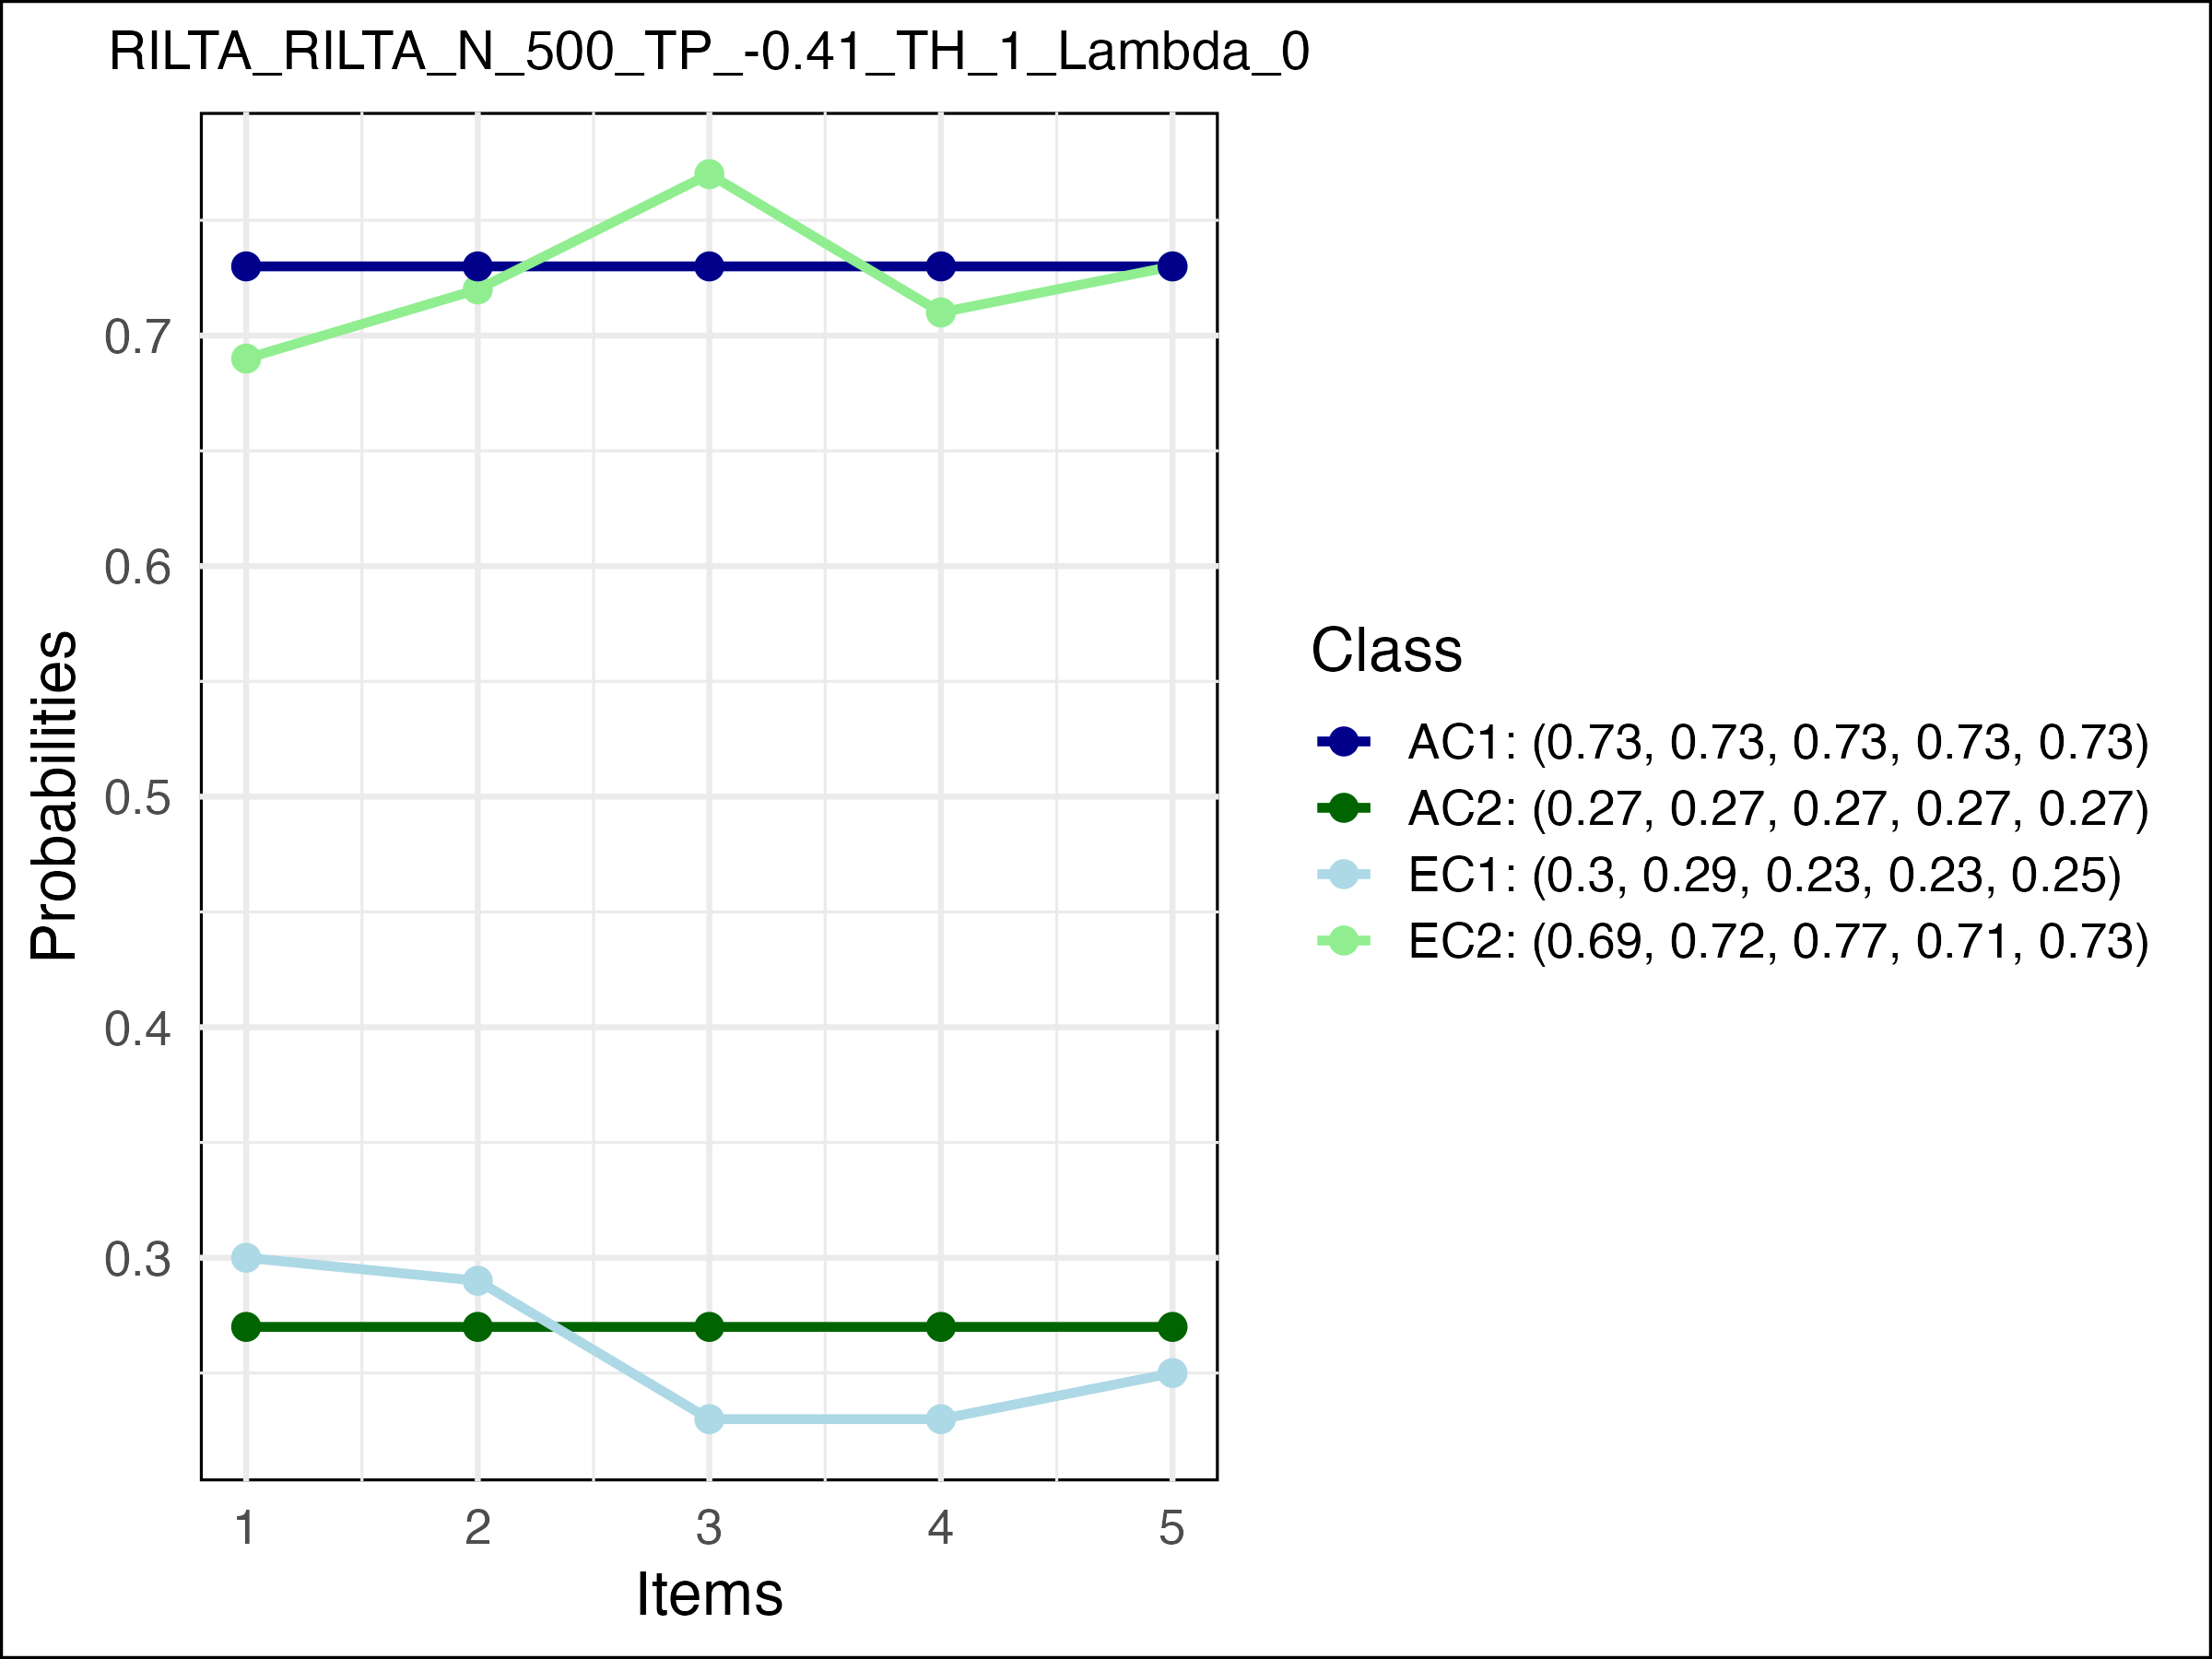 RILTA_RILTA_N_500_TP_-0.41_TH_1_Lambda_0
0.7
0.6
0.5
0.4
0.3
Probabilities
1 2 3 4 5
Items
Class
AC1: (0.73, 0.73, 0.73, 0.73, 0.73)
AC2: (0.27, 0.27, 0.27, 0.27, 0.27)
EC1: (0.3, 0.29, 0.23, 0.23, 0.25)
EC2: (0.69, 0.72, 0.77, 0.71, 0.73)